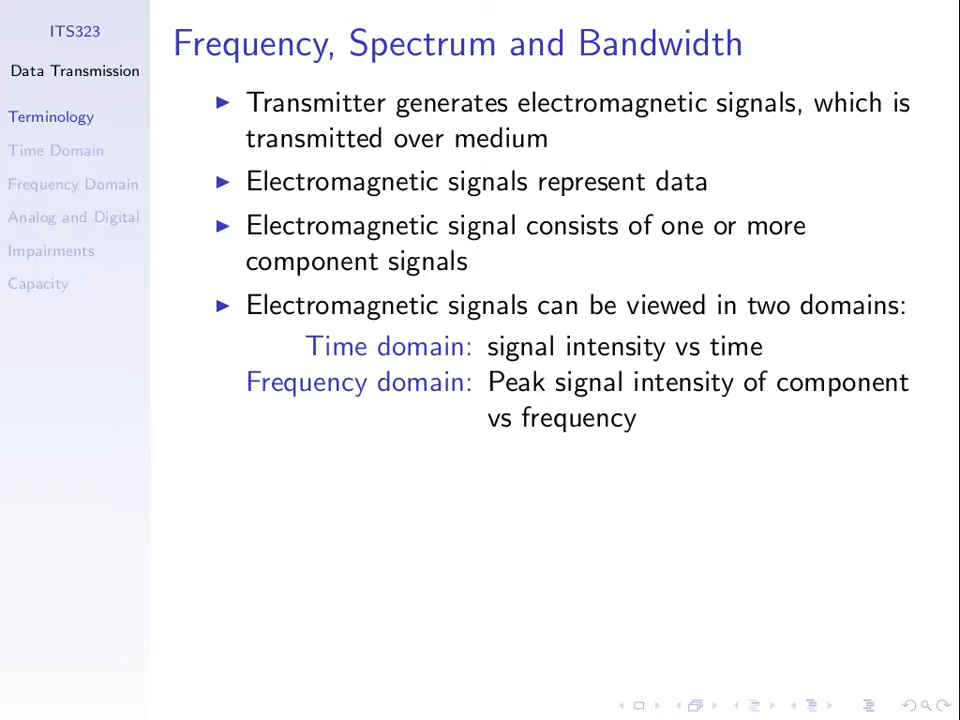 ITS323
Data Transmission
Terminology
Time Domain
Frequency Domain
Analog and Digital
Impairments
Capacity
Frequency, Spectrum and Bandwidth
Transmitter generates electromagnetic signals, which is
transmitted over medium
Electromagnetic signals represent data
Electromagnetic signal consists of one or more
component signals
Electromagnetic signals can be viewed in two domains:
Time domain: signal intensity vs time
Frequency domain: Peak signal intensity of component
vs frequency